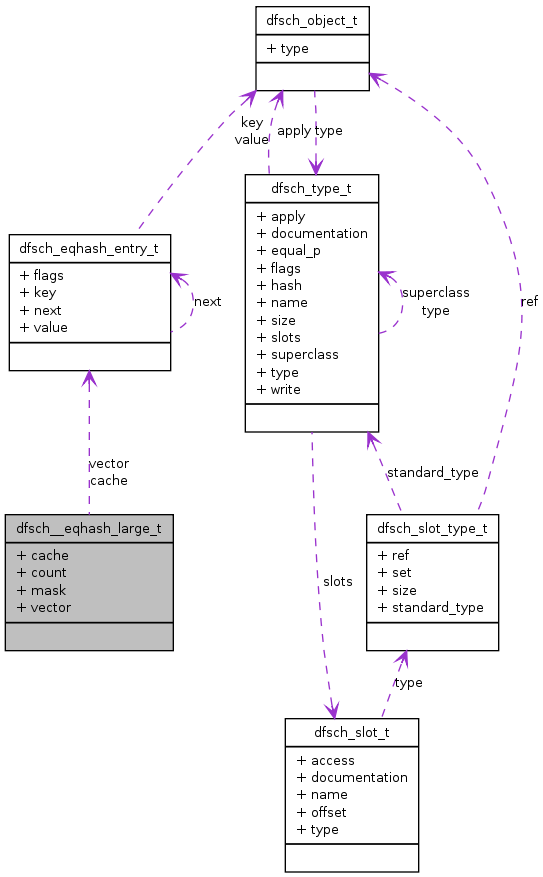 dfsch_object_t
+ type
key
value
apply type
dfsch_type_t
+ apply
+ documentation
+ equal_p
+ flags
+ hash
+ name
+ size
+ slots
+ superclass
+ type
+ write
dfsch_eqhash_entry_t
+ flags
+ key
+ next
+ value
next
superclass
type
ref
vector
cache
standard_type
dfsch__eqhash_large_t
+ cache
+ count
+ mask
+ vector
dfsch_slot_type_t
+ ref
+ set
+ size
+ standard_type
slots
type
dfsch_slot_t
+ access
+ documentation
+ name
+ offset
+ type